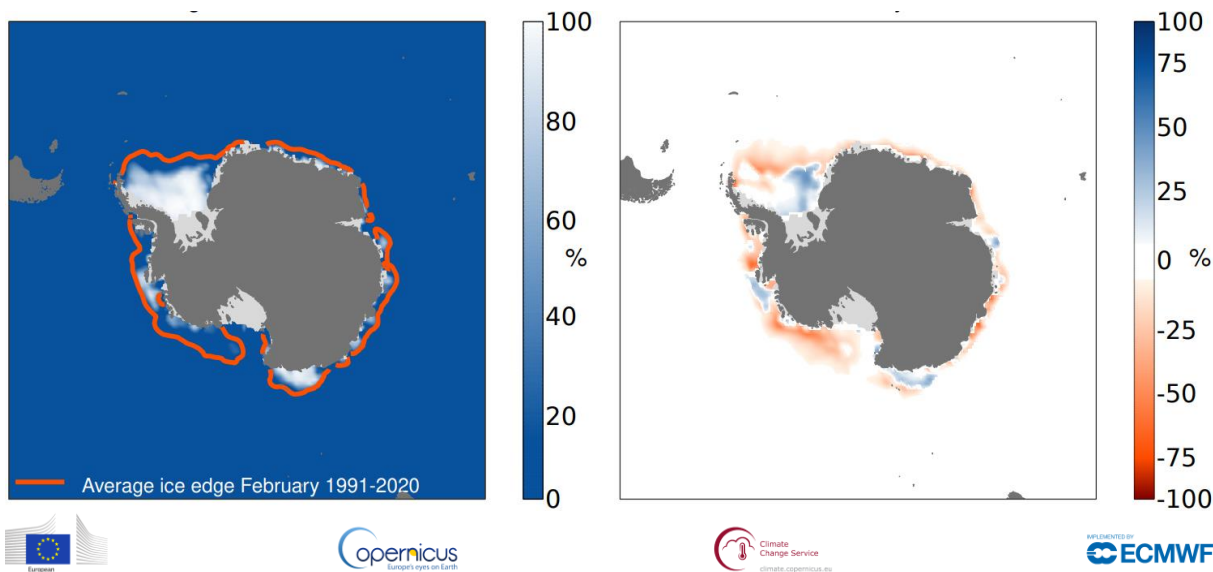 100
80
60
%
40
20
0
Average ice edge February 1991-2020
100
75
50
25
0
%
-25
-50
-75
-100
European
opernicus
Europe's eyes on Earth
Climate
Change Service
climate.copernicus.eu
IMPLEMENTED BY
ECMWF